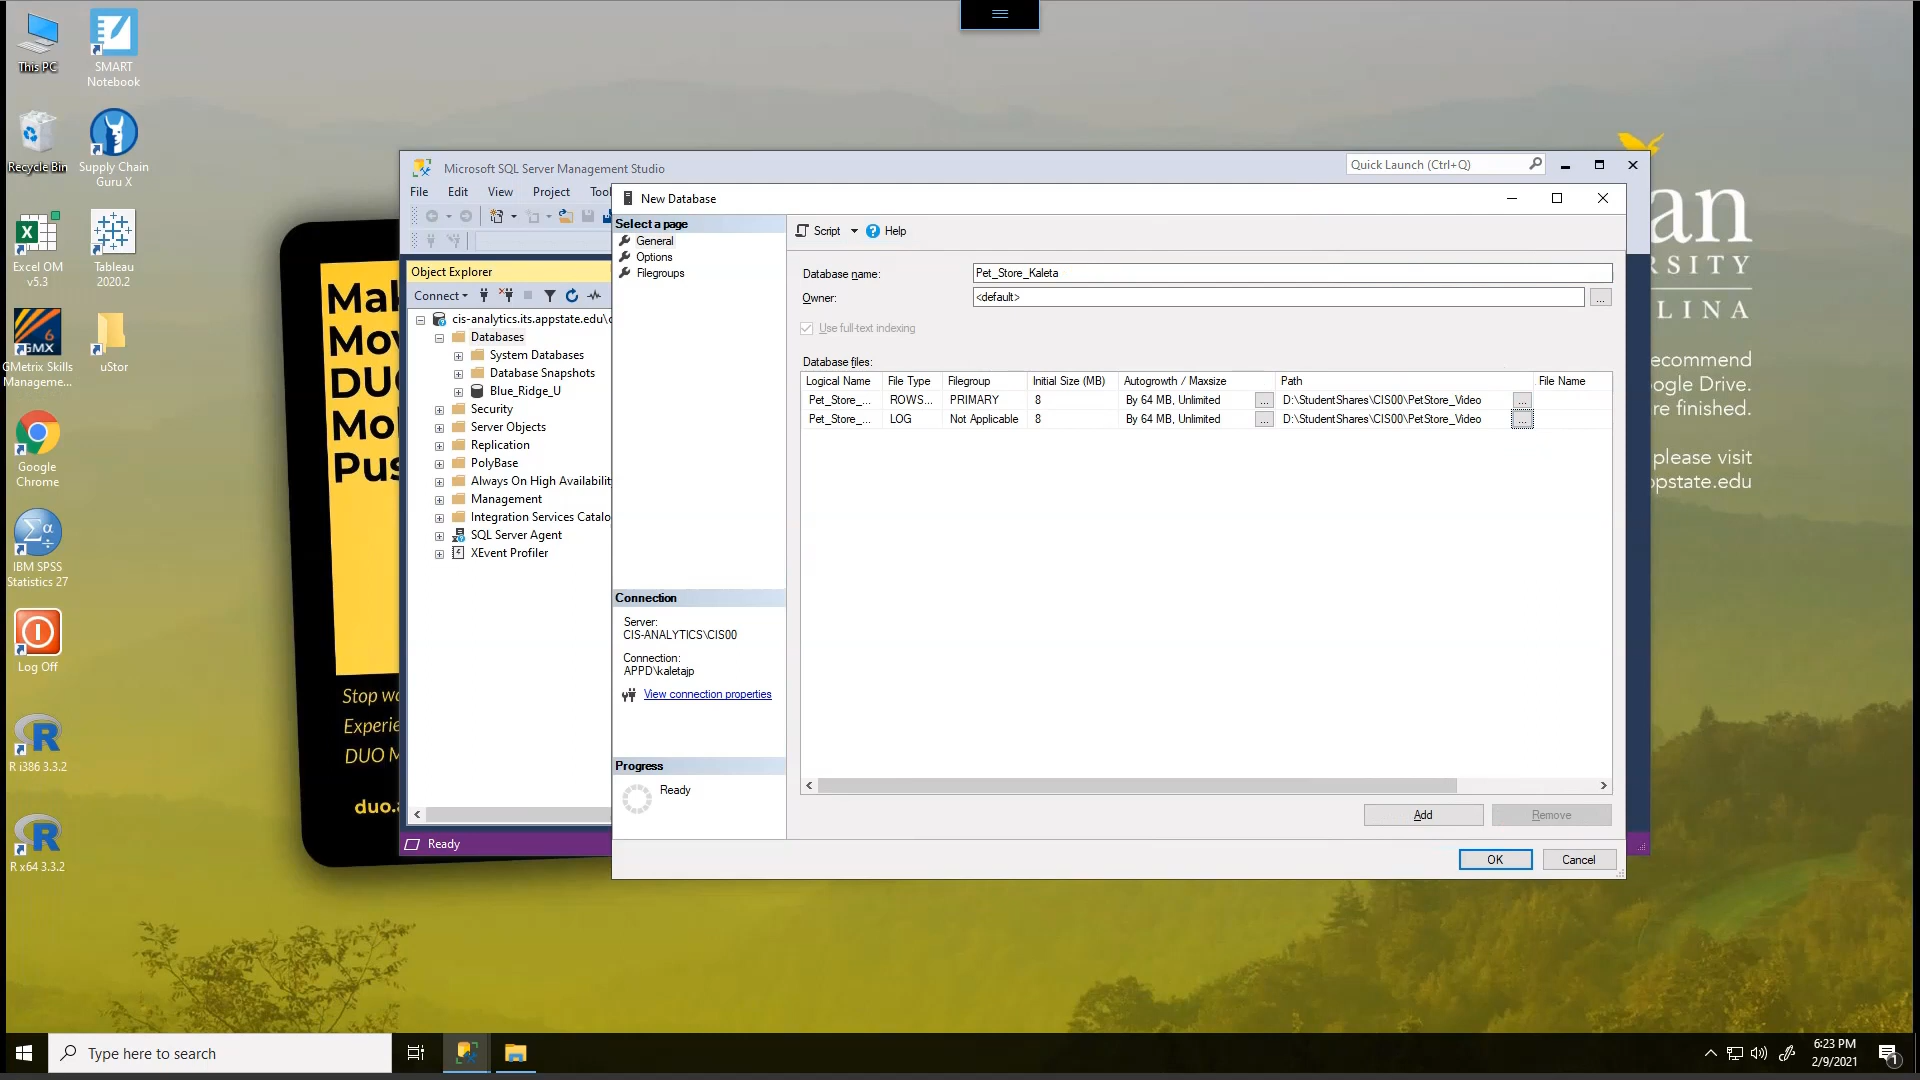 This PC
SMART
Notebook
Recycle Bin
Supply Chain
Guru X
Excel OM
v5.3
Tableau
2020.2
GMetrix Skills
Manageme...
uStor
Google
Chrome
IBM SPSS
Statistics 27
Log Off
R i386 3.3.2
R x64 3.3.2
Microsoft SQL Server Management Studio
Quick Launch (Ctrl+Q)
File Edit View Project
Object Explorer
Connect
cis-analytics.its.appstate.edu\
Databases
System Databases
Database Snapshots
Blue_Ridge_U
Security
Server Objects
Replication
PolyBase
Always On High Availabilit
Management
Integration Services Catalo
SQL Server Agent
XEvent Profiler
Ready
New Database
Select a page
General
Options
Filegroups
Connection
Server:
CIS-ANALYTICS\CIS00
Connection:
APPD\kaletajp
View connection properties
Progress
Ready
Script Help
Database name: Pet_Store_Kaleta
Owner: <default> ...
Use full-text indexing
Database files:
Logical Name File Type Filegroup Initial Size (MB) Autogrowth / Maxsize Path File Name
Pet_Store_... ROWS... PRIMARY 8 By 64 MB, Unlimited ... D:\StudentShares\CIS00\PetStore_Video ...
Pet_Store_... LOG Not Applicable 8 By 64 MB, Unlimited ... D:\StudentShares\CIS00\PetStore_Video ...
Add Remove
OK Cancel
Stop
DUO
an
RSITY
LINA
recommend
ogle Drive.
re finished.
please visit
ppstate.edu
Type here to search
6:23 PM
2/9/2021
1